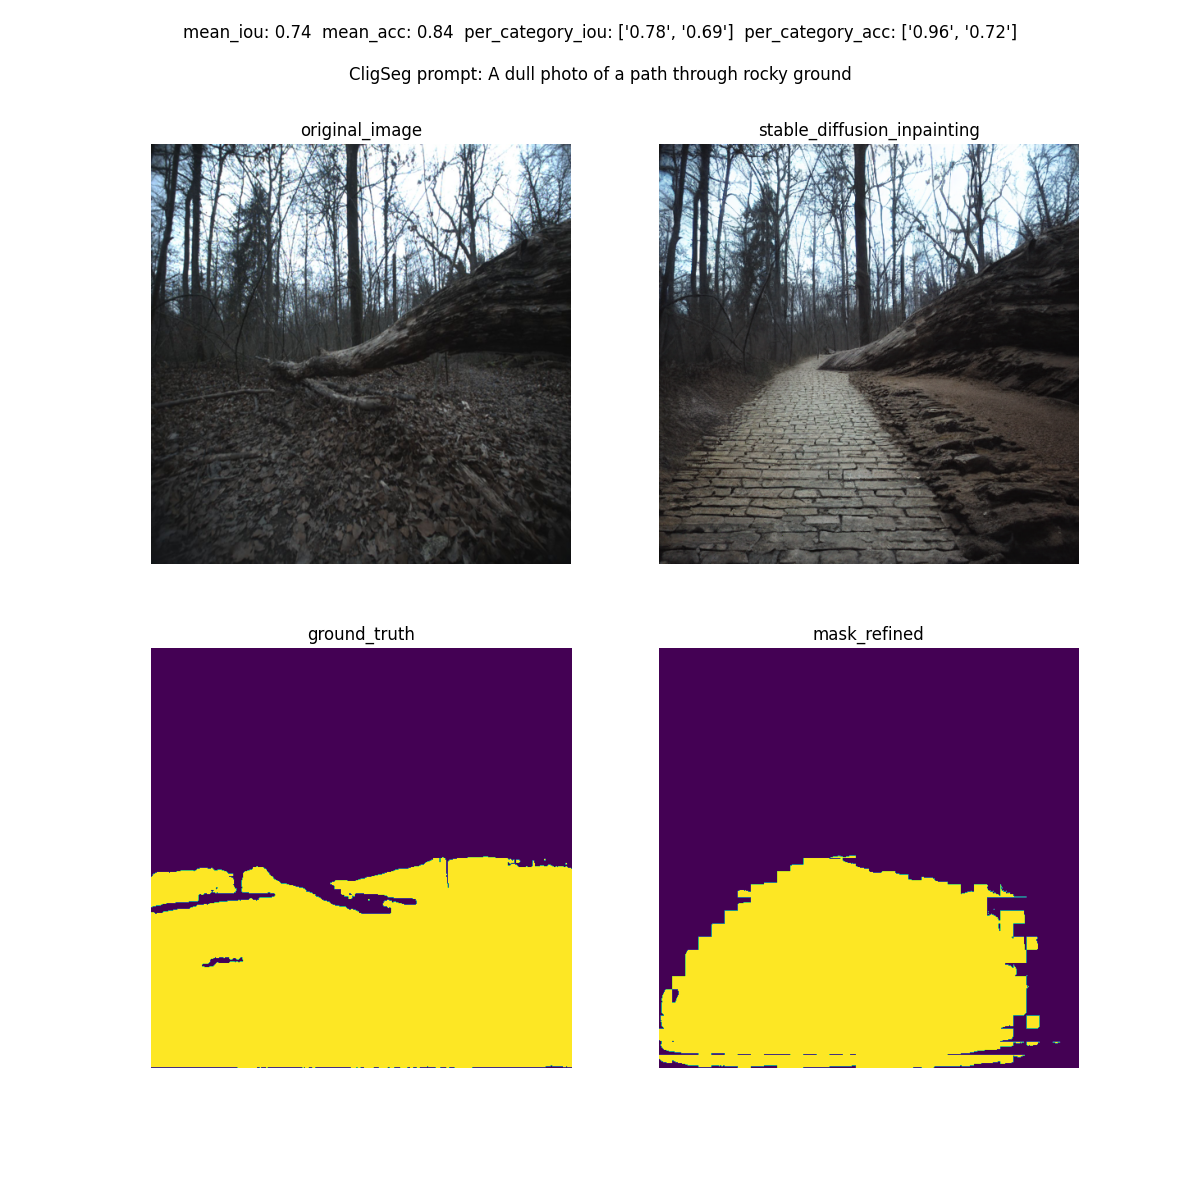 mean_iou: 0.74 mean_acc: 0.84 per_category_iou: ['0.78', '0.69'] per_category_acc: ['0.96', '0.72']
CligSeg prompt: A dull photo of a path through rocky ground
original_image
stable_diffusion_inpainting
ground_truth
mask_refined